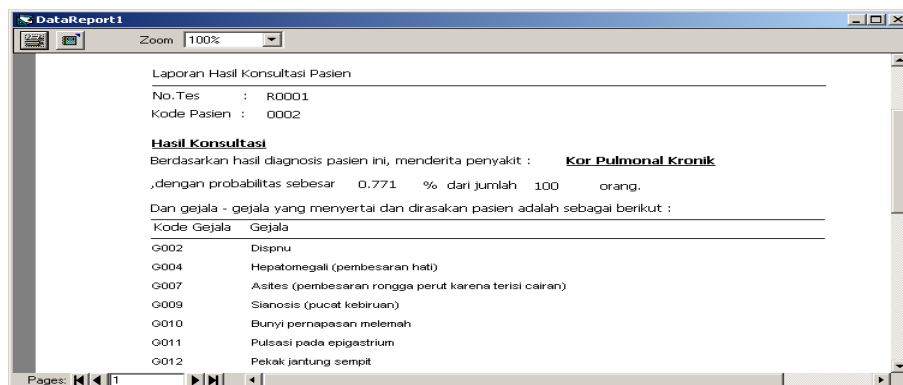 DataReport1
Zoom 100%
Laporan Hasil Konsultasi Pasien
No.Tes : R0001
Kode Pasien : 0002
Hasil Konsultasi
Berdasarkan hasil diagnosis pasien ini, menderita penyakit : Kor Pulmonal Kronik
,dengan probabilitas sebesar 0.771 % dari jumlah 100 orang.
Dan gejala - gejala yang menyertai dan dirasakan pasien adalah sebagai berikut :
Kode Gejala Gejala
G002 Dispnu
G004 Hepatomegali (pembesaran hati)
G007 Asites (pembesaran rongga perut karena terisi cairan)
G009 Sianosis (pucat kebiruan)
G010 Bunyi pernapasan melemah
G011 Pulsasi pada epigastrium
G012 Pekak jantung sempit
Pages: 1